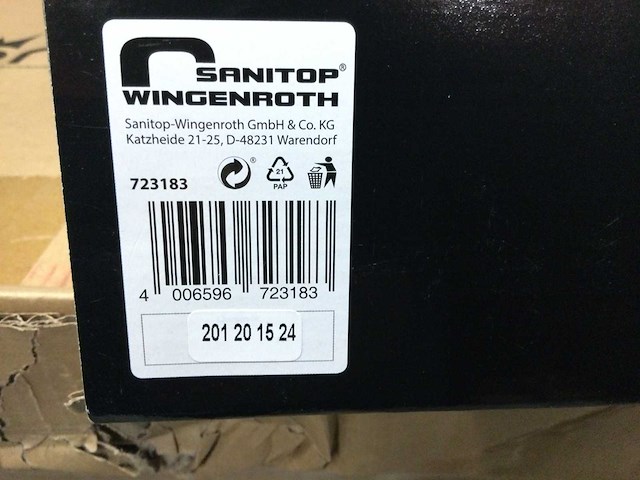 SANITOP®
WINGENROTH
Sanitop-Wingenroth GmbH & Co. KG
Katzheide 21-25, D-48231 Warendorf
®
21
PAP
723183
4 006596 723183
201 20 15 24